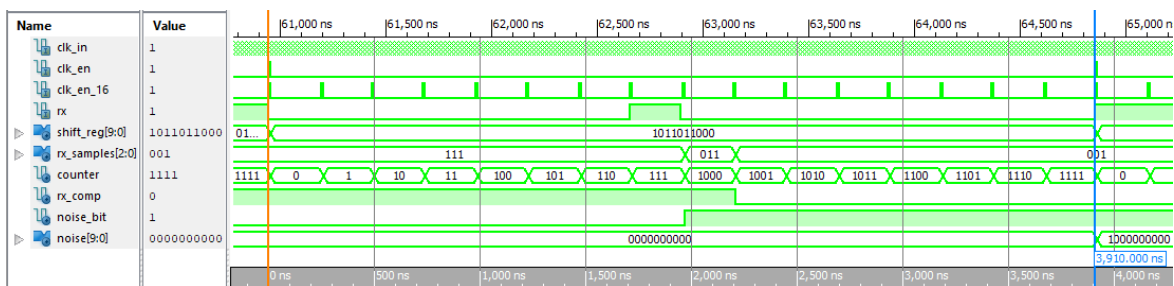 Name Value 61,000 ns 61,500 ns 62,000 ns 62,500 ns 63,000 ns 63,500 ns 64,000 ns 64,500 ns 65,000 n
clk_in 1
clk_en 1
clk_en_16 1
rx 1
shift_reg[9:0] 1011011000 01... 1011011000
rx_samples[2:0] 001 111 011 001
counter 1111 1111 0 1 10 11 100 101 110 111 1000 1001 1010 1011 1100 1101 1110 1111 0
rx_comp 0
noise_bit 1
noise[9:0] 0000000000 0000000000 1000000000
3,910.000 ns
0 ns 500 ns 1,000 ns 1,500 ns 2,000 ns 2,500 ns 3,000 ns 3,500 ns 4,000 ns